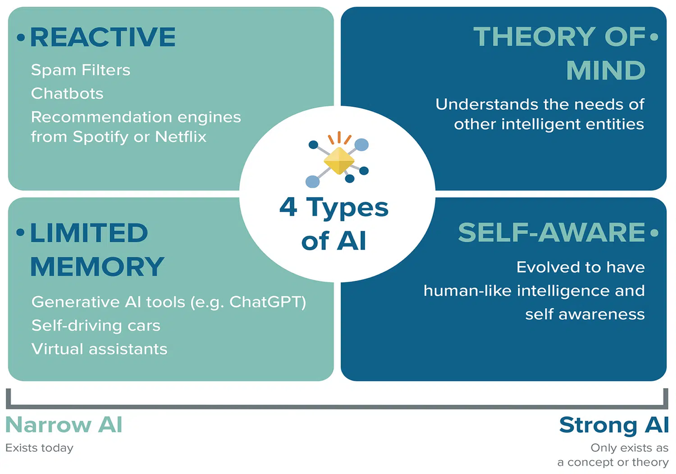 • REACTIVE
Spam Filters
Chatbots
Recommendation engines
from Spotify or Netflix
THEORY OF •
MIND
Understands the needs of
other intelligent entities
4 Types
of AI
• LIMITED
MEMORY
Generative AI tools (e.g. ChatGPT)
Self-driving cars
Virtual assistants
SELF-AWARE •
Evolved to have
human-like intelligence and
self awareness
Narrow AI
Exists today
Strong AI
Only exists as
a concept or theory